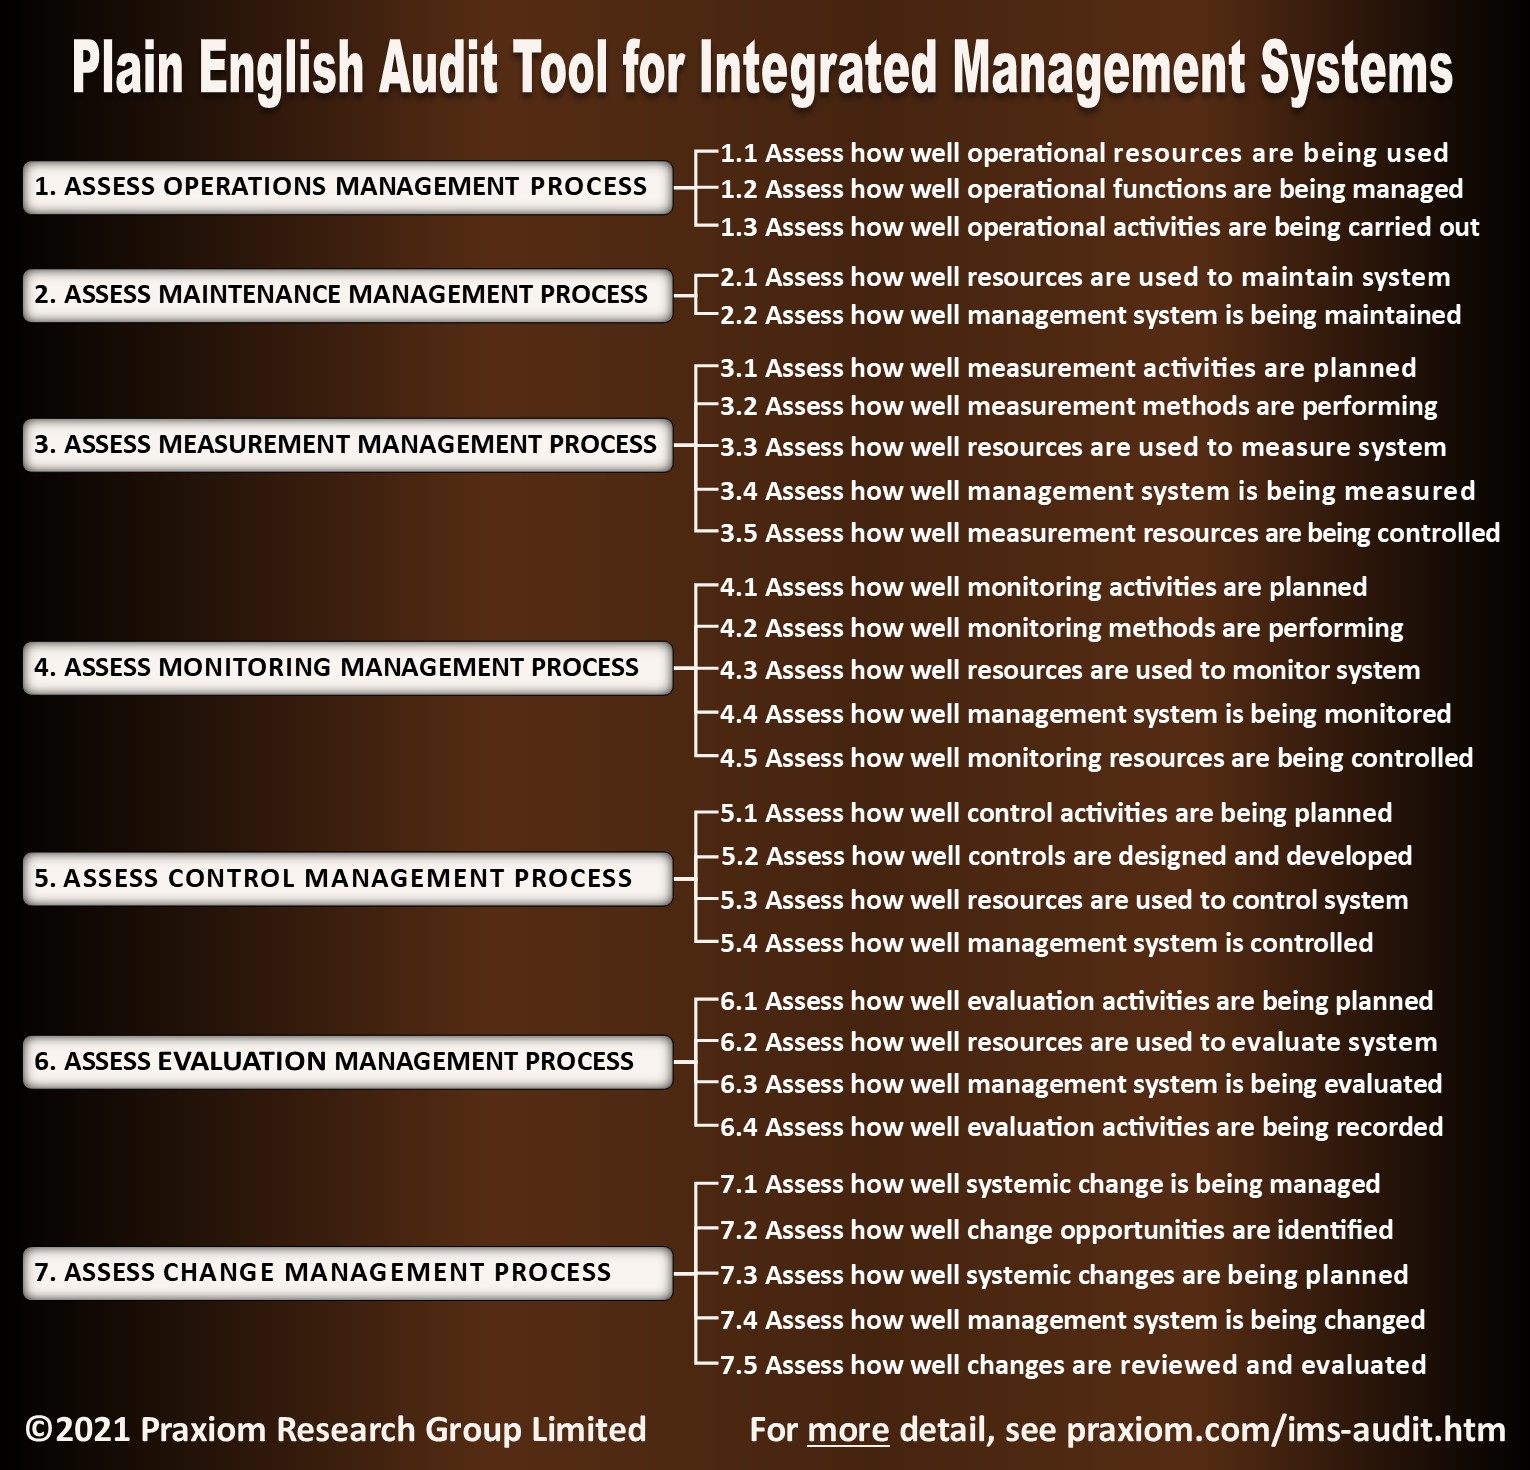 Plain English Audit Tool for Integrated Management Systems
1. ASSESS OPERATIONS MANAGEMENT PROCESS
1.1 Assess how well operational resources are being used
1.2 Assess how well operational functions are being managed
1.3 Assess how well operational activities are being carried out
2. ASSESS MAINTENANCE MANAGEMENT PROCESS
2.1 Assess how well resources are used to maintain system
2.2 Assess how well management system is being maintained
3. ASSESS MEASUREMENT MANAGEMENT PROCESS
3.1 Assess how well measurement activities are planned
3.2 Assess how well measurement methods are performing
3.3 Assess how well resources are used to measure system
3.4 Assess how well management system is being measured
3.5 Assess how well measurement resources are being controlled
4. ASSESS MONITORING MANAGEMENT PROCESS
4.1 Assess how well monitoring activities are planned
4.2 Assess how well monitoring methods are performing
4.3 Assess how well resources are used to monitor system
4.4 Assess how well management system is being monitored
4.5 Assess how well monitoring resources are being controlled
5. ASSESS CONTROL MANAGEMENT PROCESS
5.1 Assess how well control activities are being planned
5.2 Assess how well controls are designed and developed
5.3 Assess how well resources are used to control system
5.4 Assess how well management system is controlled
6. ASSESS EVALUATION MANAGEMENT PROCESS
6.1 Assess how well evaluation activities are being planned
6.2 Assess how well resources are used to evaluate system
6.3 Assess how well management system is being evaluated
6.4 Assess how well evaluation activities are being recorded
7. ASSESS CHANGE MANAGEMENT PROCESS
7.1 Assess how well systemic change is being managed
7.2 Assess how well change opportunities are identified
7.3 Assess how well systemic changes are being planned
7.4 Assess how well management system is being changed
7.5 Assess how well changes are reviewed and evaluated
©2021 Praxiom Research Group Limited
For more detail, see praxiom.com/ims-audit.htm